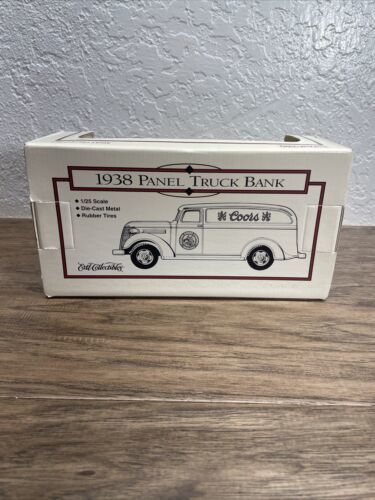 1938 PANEL TRUCK BANK
◆ 1/25 Scale
◆ Die-Cast Metal
◆ Rubber Tires
Coors
Ertl Collectibles